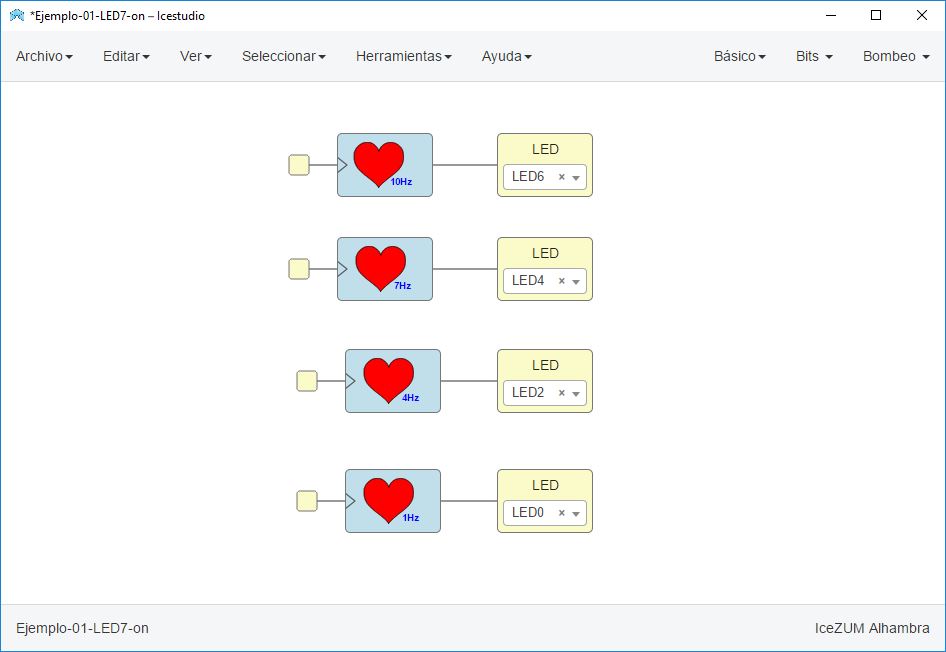 *Ejemplo-01-LED7-on – Icestudio
Archivo Editar Ver Seleccionar Herramientas Ayuda Básico Bits Bombeo
LED
10Hz
LED6 ×
LED
7Hz
LED4 ×
LED
4Hz
LED2 ×
LED
1Hz
LED0 ×
Ejemplo-01-LED7-on IceZUM Alhambra